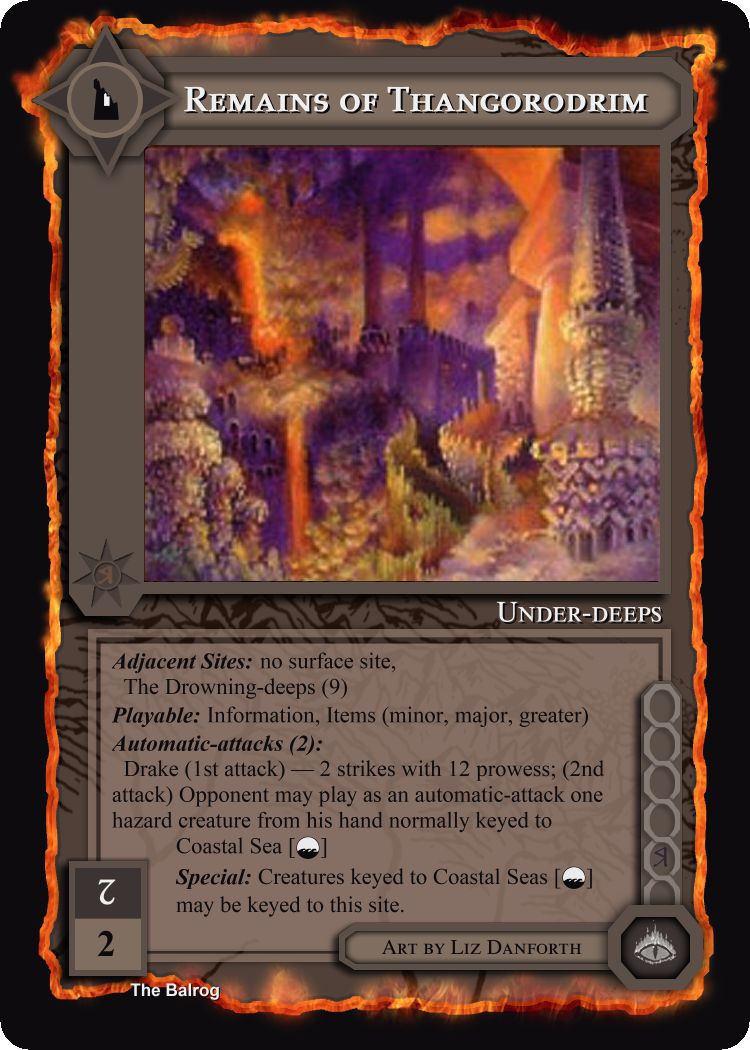 Remains of Thangorodrim
Under-deeps
Adjacent Sites: no surface site,
The Drowning-deeps (9)
Playable: Information, Items (minor, major, greater)
Automatic-attacks (2):
Drake (1st attack) — 2 strikes with 12 prowess; (2nd
attack) Opponent may play as an automatic-attack one
hazard creature from his hand normally keyed to
Coastal Sea [ ]
Special: Creatures keyed to Coastal Seas [ ]
may be keyed to this site.
2
Art by Liz Danforth
The Balrog